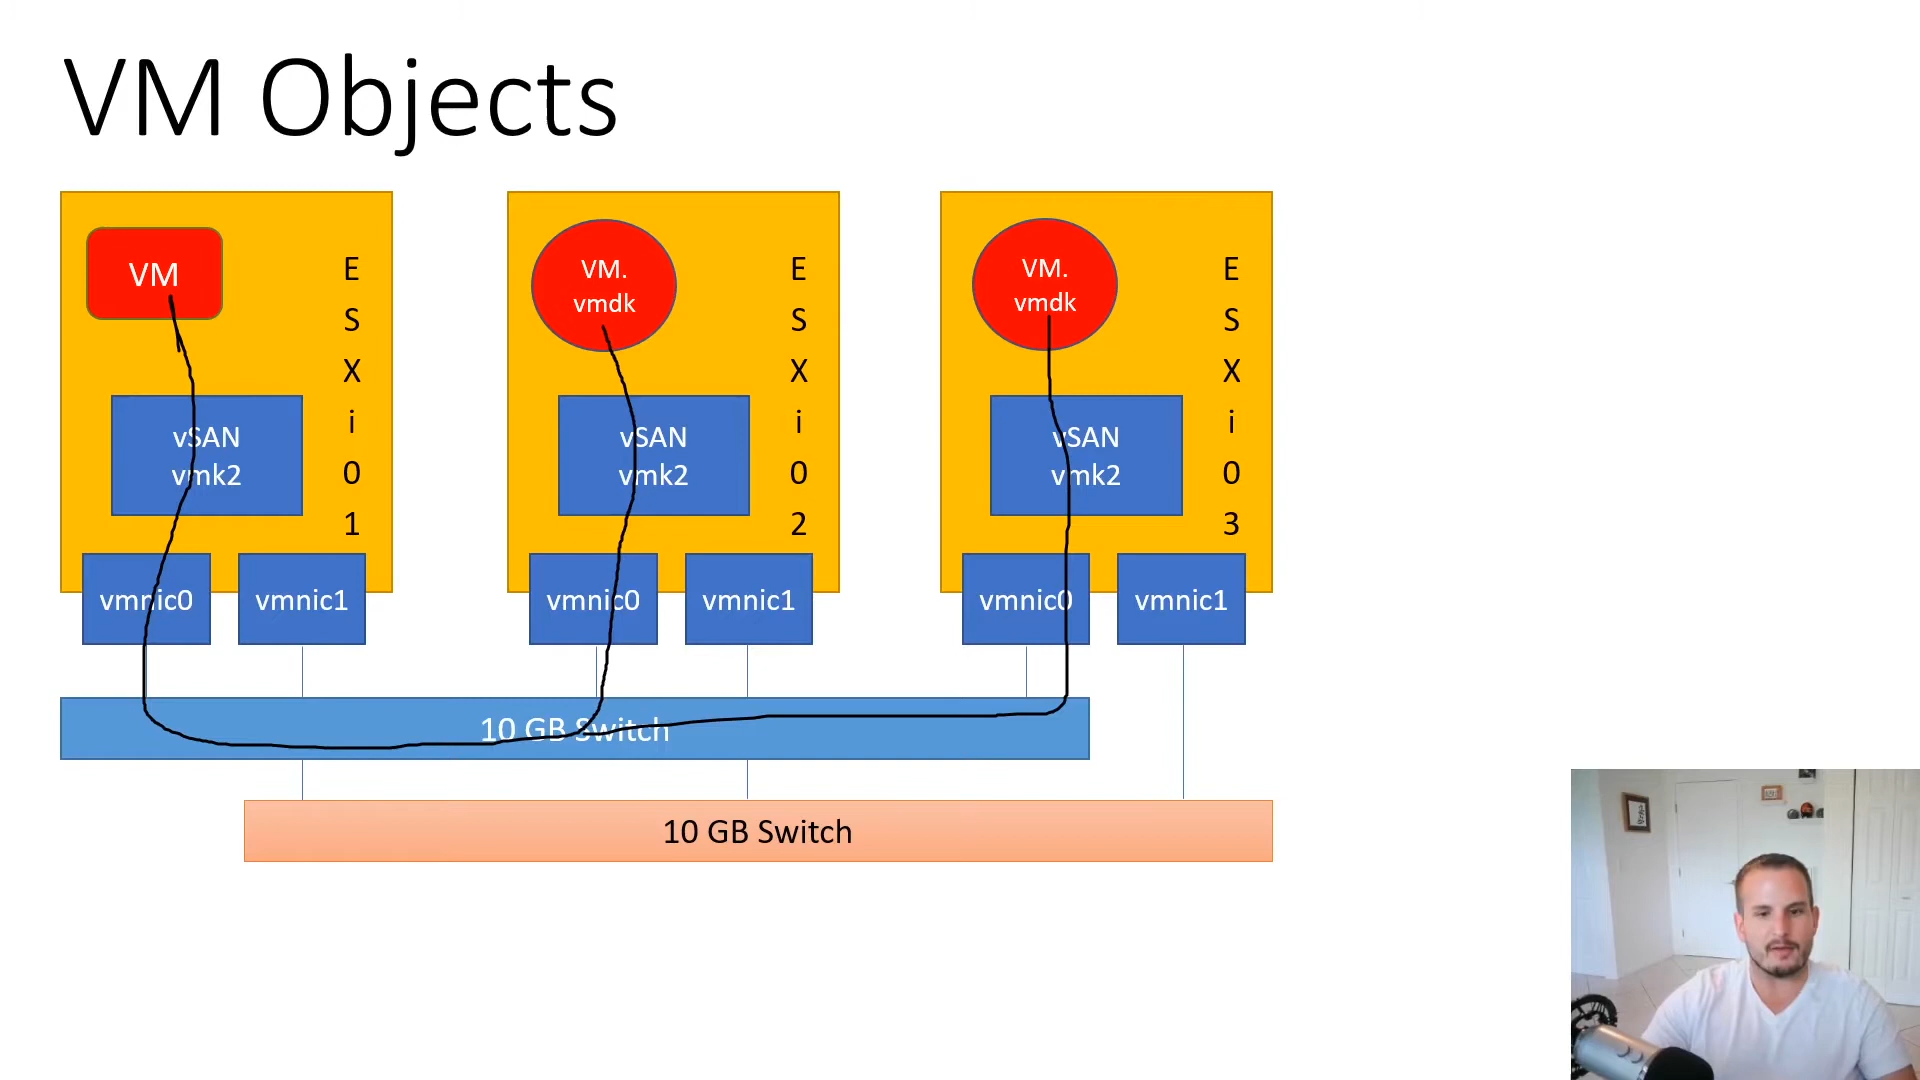 VM Objects
VM
E
S
X
i
0
1
vSAN
vmk2
vmnic0
vmnic1
VM.
vmdk
E
S
X
i
0
2
vSAN
vmk2
vmnic0
vmnic1
VM.
vmdk
E
S
X
i
0
3
vSAN
vmk2
vmnic0
vmnic1
10 GB Switch
10 GB Switch